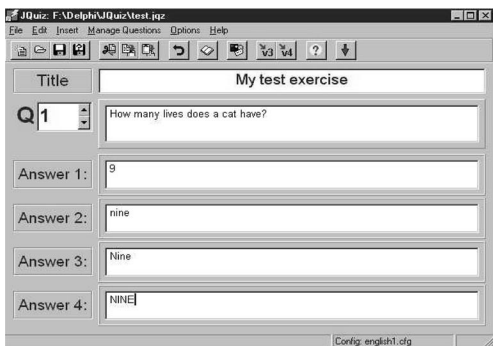 JQuiz: F:\Delphi\JQuiz\test.jqz
File Edit Insert Manage Questions Options Help
V3 V4 ?
Title My test exercise
Q 1 How many lives does a cat have?
Answer 1: 9
Answer 2: nine
Answer 3: Nine
Answer 4: NINE
Config: english1.cfg